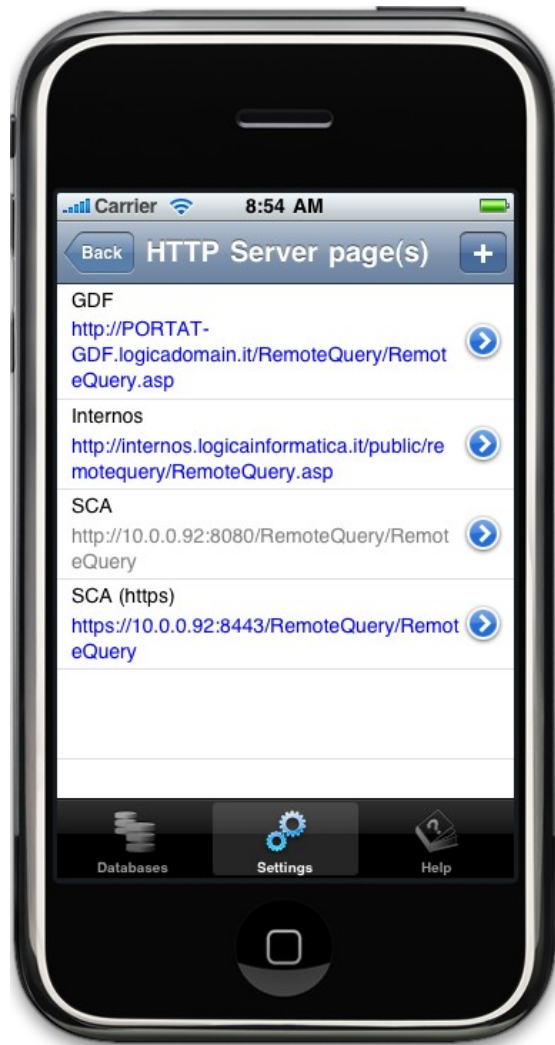 Carrier 8:54 AM
Back HTTP Server page(s) +
GDF
http://PORTAT-
GDF.logicadomain.it/RemoteQuery/Remot
eQuery.asp
Internos
http://internos.logicainformatica.it/public/re
motequery/RemoteQuery.asp
SCA
http://10.0.0.92:8080/RemoteQuery/Remot
eQuery
SCA (https)
https://10.0.0.92:8443/RemoteQuery/Remot
eQuery
Databases Settings Help